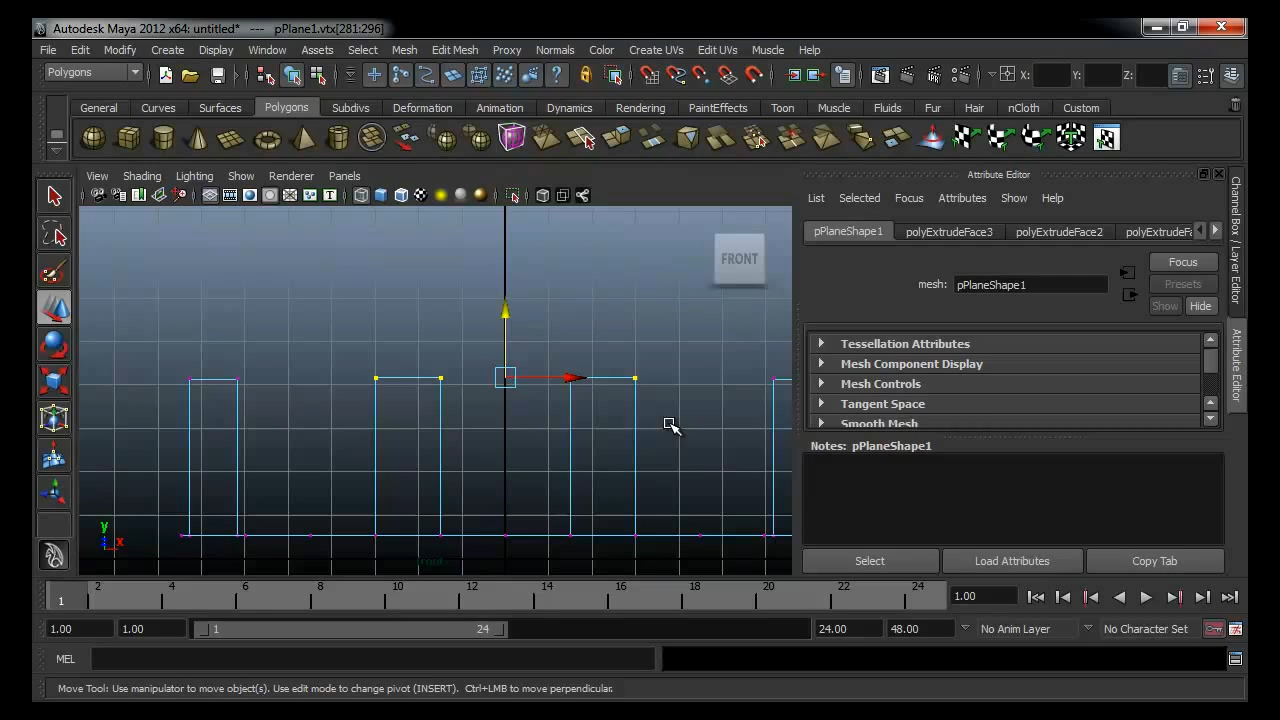 Autodesk Maya 2012 x64: untitled* --- pPlane1.vtx[281:296]
File Edit Modify Create Display Window Assets Select Mesh Edit Mesh Proxy Normals Color Create UVs Edit UVs Muscle Help
Polygons X: Y: Z:
General Curves Surfaces Polygons Subdivs Deformation Animation Dynamics Rendering PaintEffects Toon Muscle Fluids Fur Hair nCloth Custom
View Shading Lighting Show Renderer Panels
Attribute Editor
List Selected Focus Attributes Show Help
pPlaneShape1 polyExtrudeFace3 polyExtrudeFace2 polyExtrudeF
FRONT
mesh: pPlaneShape1
Focus
Presets
Show Hide
Tessellation Attributes
Mesh Component Display
Mesh Controls
Tangent Space
Smooth Mesh
Notes: pPlaneShape1
Select Load Attributes Copy Tab
Channel Box / Layer Editor
Attribute Editor
y
z x
front
1 2 4 6 8 10 12 14 16 18 20 22 24 1.00
1.00 1.00 1 24 24.00 48.00 No Anim Layer No Character Set
MEL
Move Tool: Use manipulator to move object(s). Use edit mode to change pivot (INSERT). Ctrl+LMB to move perpendicular.